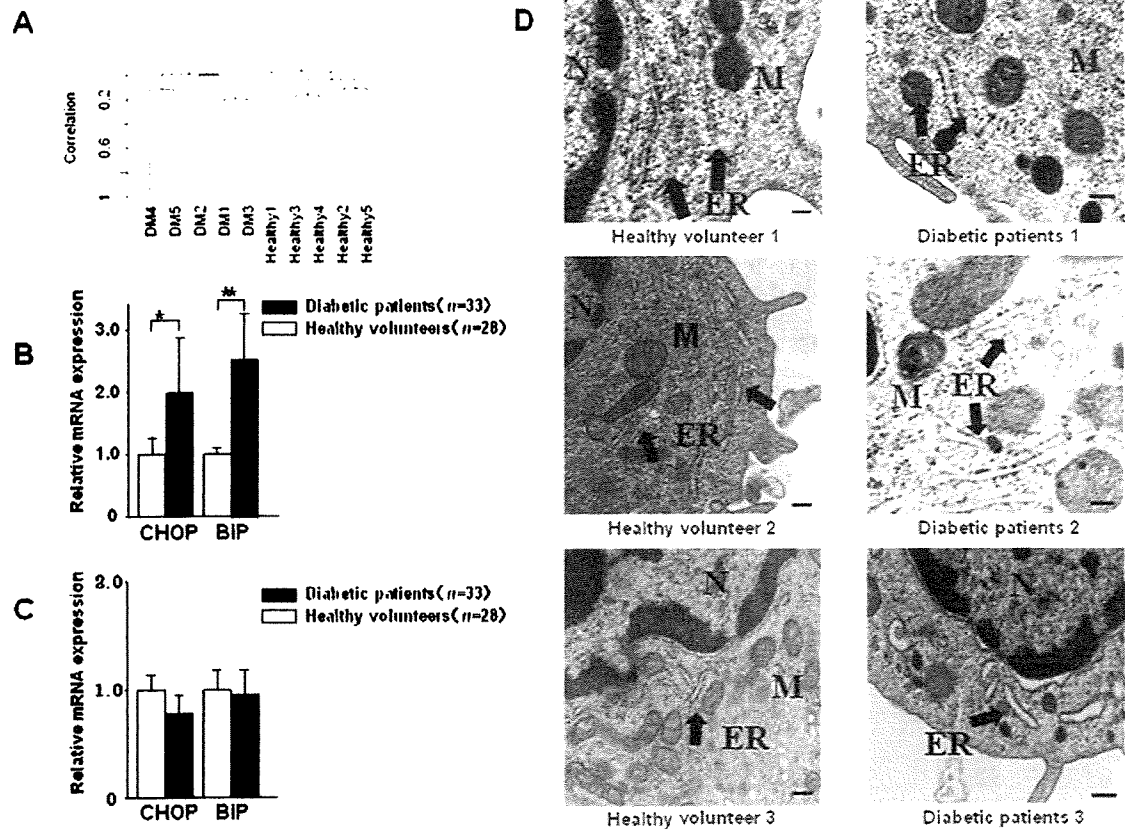 A
Correlation
0.2
0.6
1
DM4
DM5
DM2
DM1
DM3
Healthy1
Healthy3
Healthy4
Healthy2
Healthy5
B
Relative mRNA expression
3.0
2.0
1.0
0
*
**
Diabetic patients (n=33)
Healthy volunteers (n=28)
CHOP BiP
C
Relative mRNA expression
2.0
1.0
0
Diabetic patients (n=33)
Healthy volunteers (n=28)
CHOP BiP
D
N M
ER
Healthy volunteer 1
M
ER
Diabetic patients 1
N
M
ER
Healthy volunteer 2
ER
M
Diabetic patients 2
N
M
ER
Healthy volunteer 3
N
ER
Diabetic patients 3